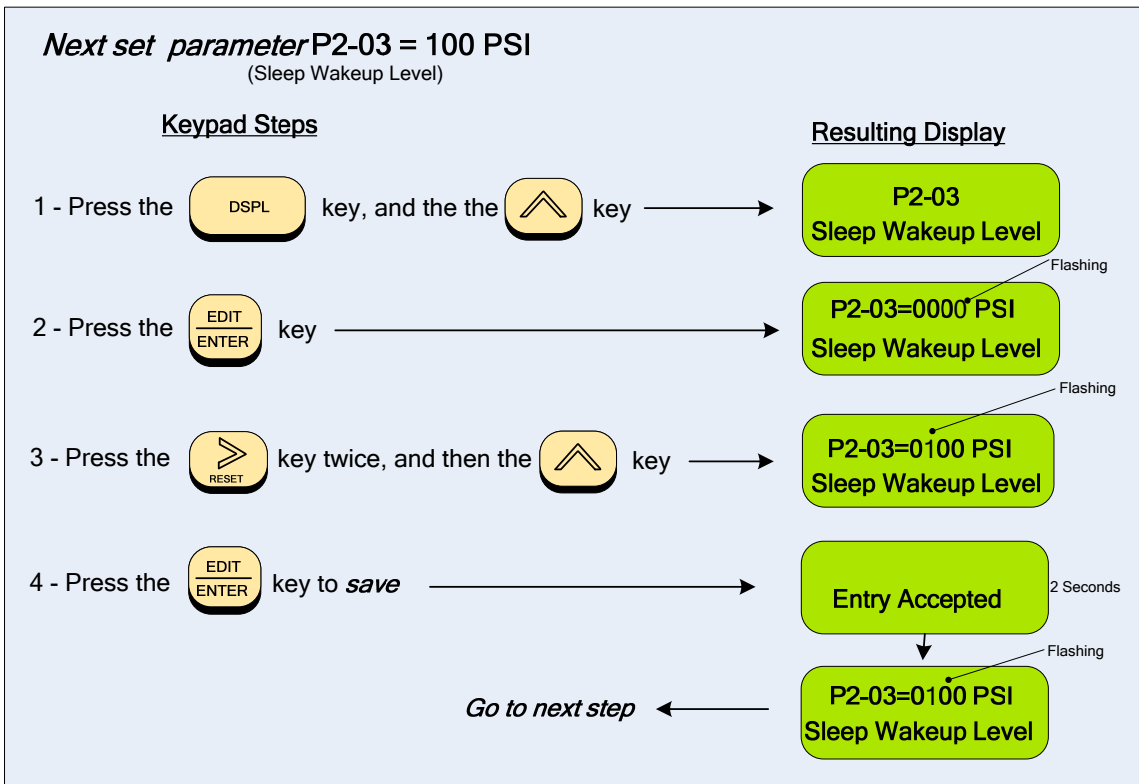 Next set parameter P2-03 = 100 PSI
(Sleep Wakeup Level)
Keypad Steps
Resulting Display
1 - Press the DSPL key, and the the key
P2-03
Sleep Wakeup Level
Flashing
2 - Press the EDIT ENTER key
P2-03=0000 PSI
Sleep Wakeup Level
Flashing
3 - Press the RESET key twice, and then the key
P2-03=0100 PSI
Sleep Wakeup Level
4 - Press the EDIT ENTER key to save
Entry Accepted
2 Seconds
Flashing
P2-03=0100 PSI
Sleep Wakeup Level
Go to next step